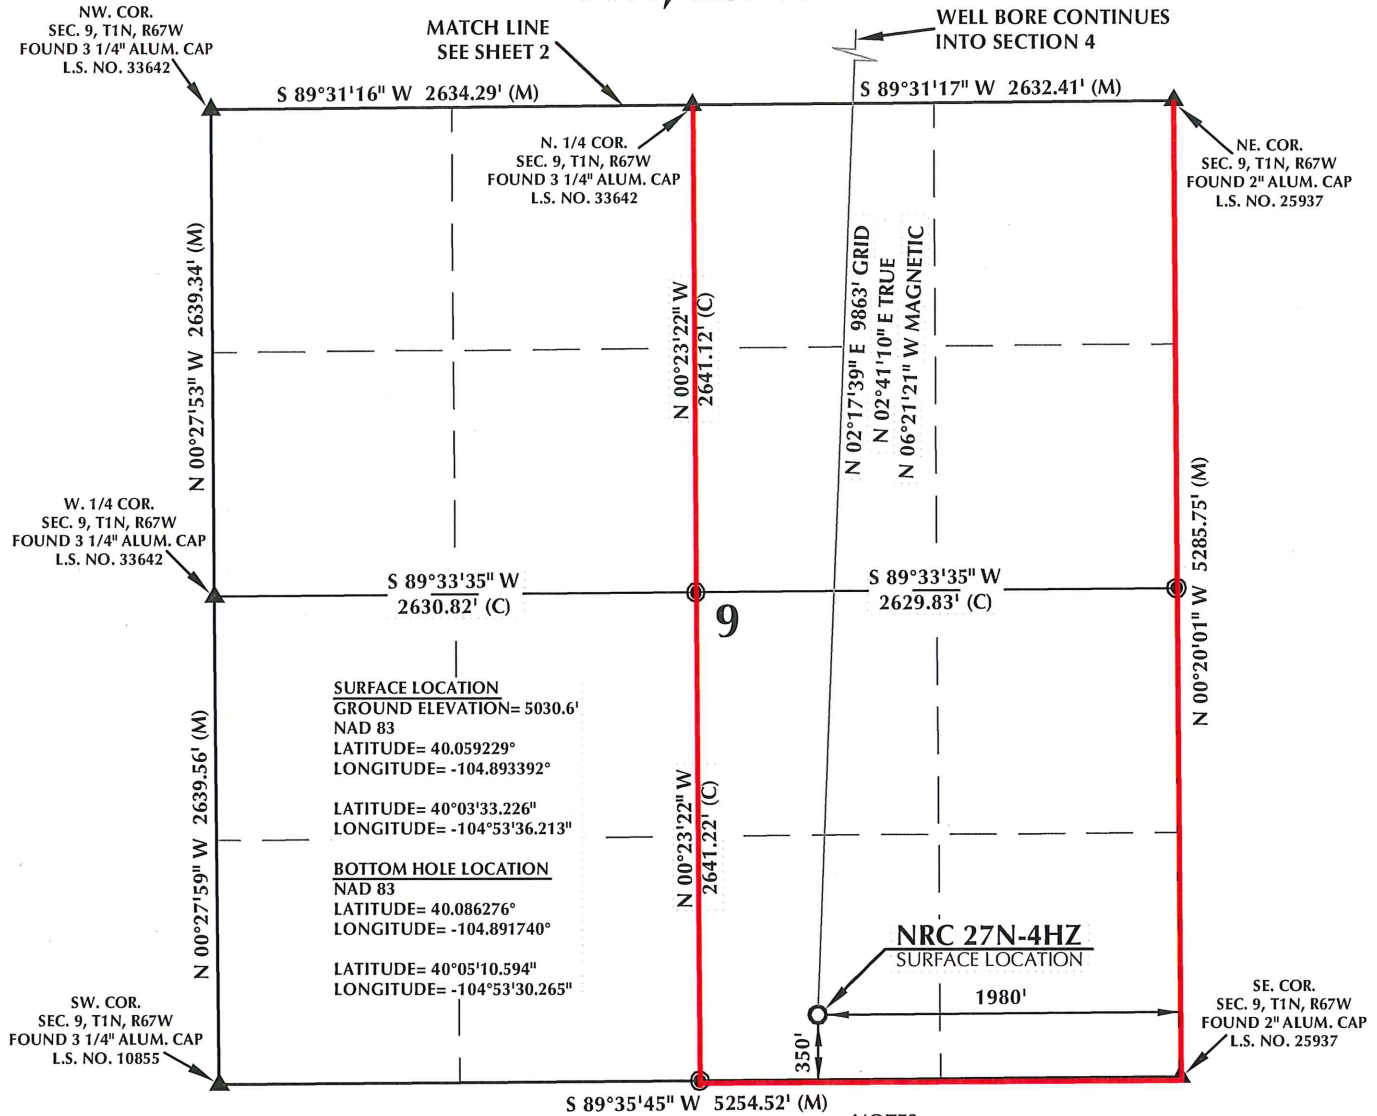 NW. COR.
SEC. 9, T1N, R67W
FOUND 3 1/4" ALUM. CAP
L.S. NO. 33642
MATCH LINE
SEE SHEET 2
WELL BORE CONTINUES
INTO SECTION 4
S 89°31'16" W 2634.29' (M)
S 89°31'17" W 2632.41' (M)
N. 1/4 COR.
SEC. 9, T1N, R67W
FOUND 3 1/4" ALUM. CAP
L.S. NO. 33642
NE. COR.
SEC. 9, T1N, R67W
FOUND 2" ALUM. CAP
L.S. NO. 25937
N 00°27'53" W 2639.34' (M)
N 00°23'22" W
2641.12' (C)
N 02°17'39" E 9863' GRID
N 02°41'10" E TRUE
N 06°21'21" W MAGNETIC
N 00°20'01" W 5285.75' (M)
W. 1/4 COR.
SEC. 9, T1N, R67W
FOUND 3 1/4" ALUM. CAP
L.S. NO. 33642
S 89°33'35" W
2630.82' (C)
S 89°33'35" W
2629.83' (C)
9
SURFACE LOCATION
GROUND ELEVATION= 5030.6'
NAD 83
LATITUDE= 40.059229°
LONGITUDE= -104.893392°
LATITUDE= 40°03'33.226"
LONGITUDE= -104°53'36.213"
BOTTOM HOLE LOCATION
NAD 83
LATITUDE= 40.086276°
LONGITUDE= -104.891740°
LATITUDE= 40°05'10.594"
LONGITUDE= -104°53'30.265"
N 00°27'59" W 2639.56' (M)
N 00°23'22" W
2641.22' (C)
NRC 27N-4HZ
SURFACE LOCATION
1980'
350'
SW. COR.
SEC. 9, T1N, R67W
FOUND 3 1/4" ALUM. CAP
L.S. NO. 10855
SE. COR.
SEC. 9, T1N, R67W
FOUND 2" ALUM. CAP
L.S. NO. 25937
S 89°35'45" W 5254.52' (M)